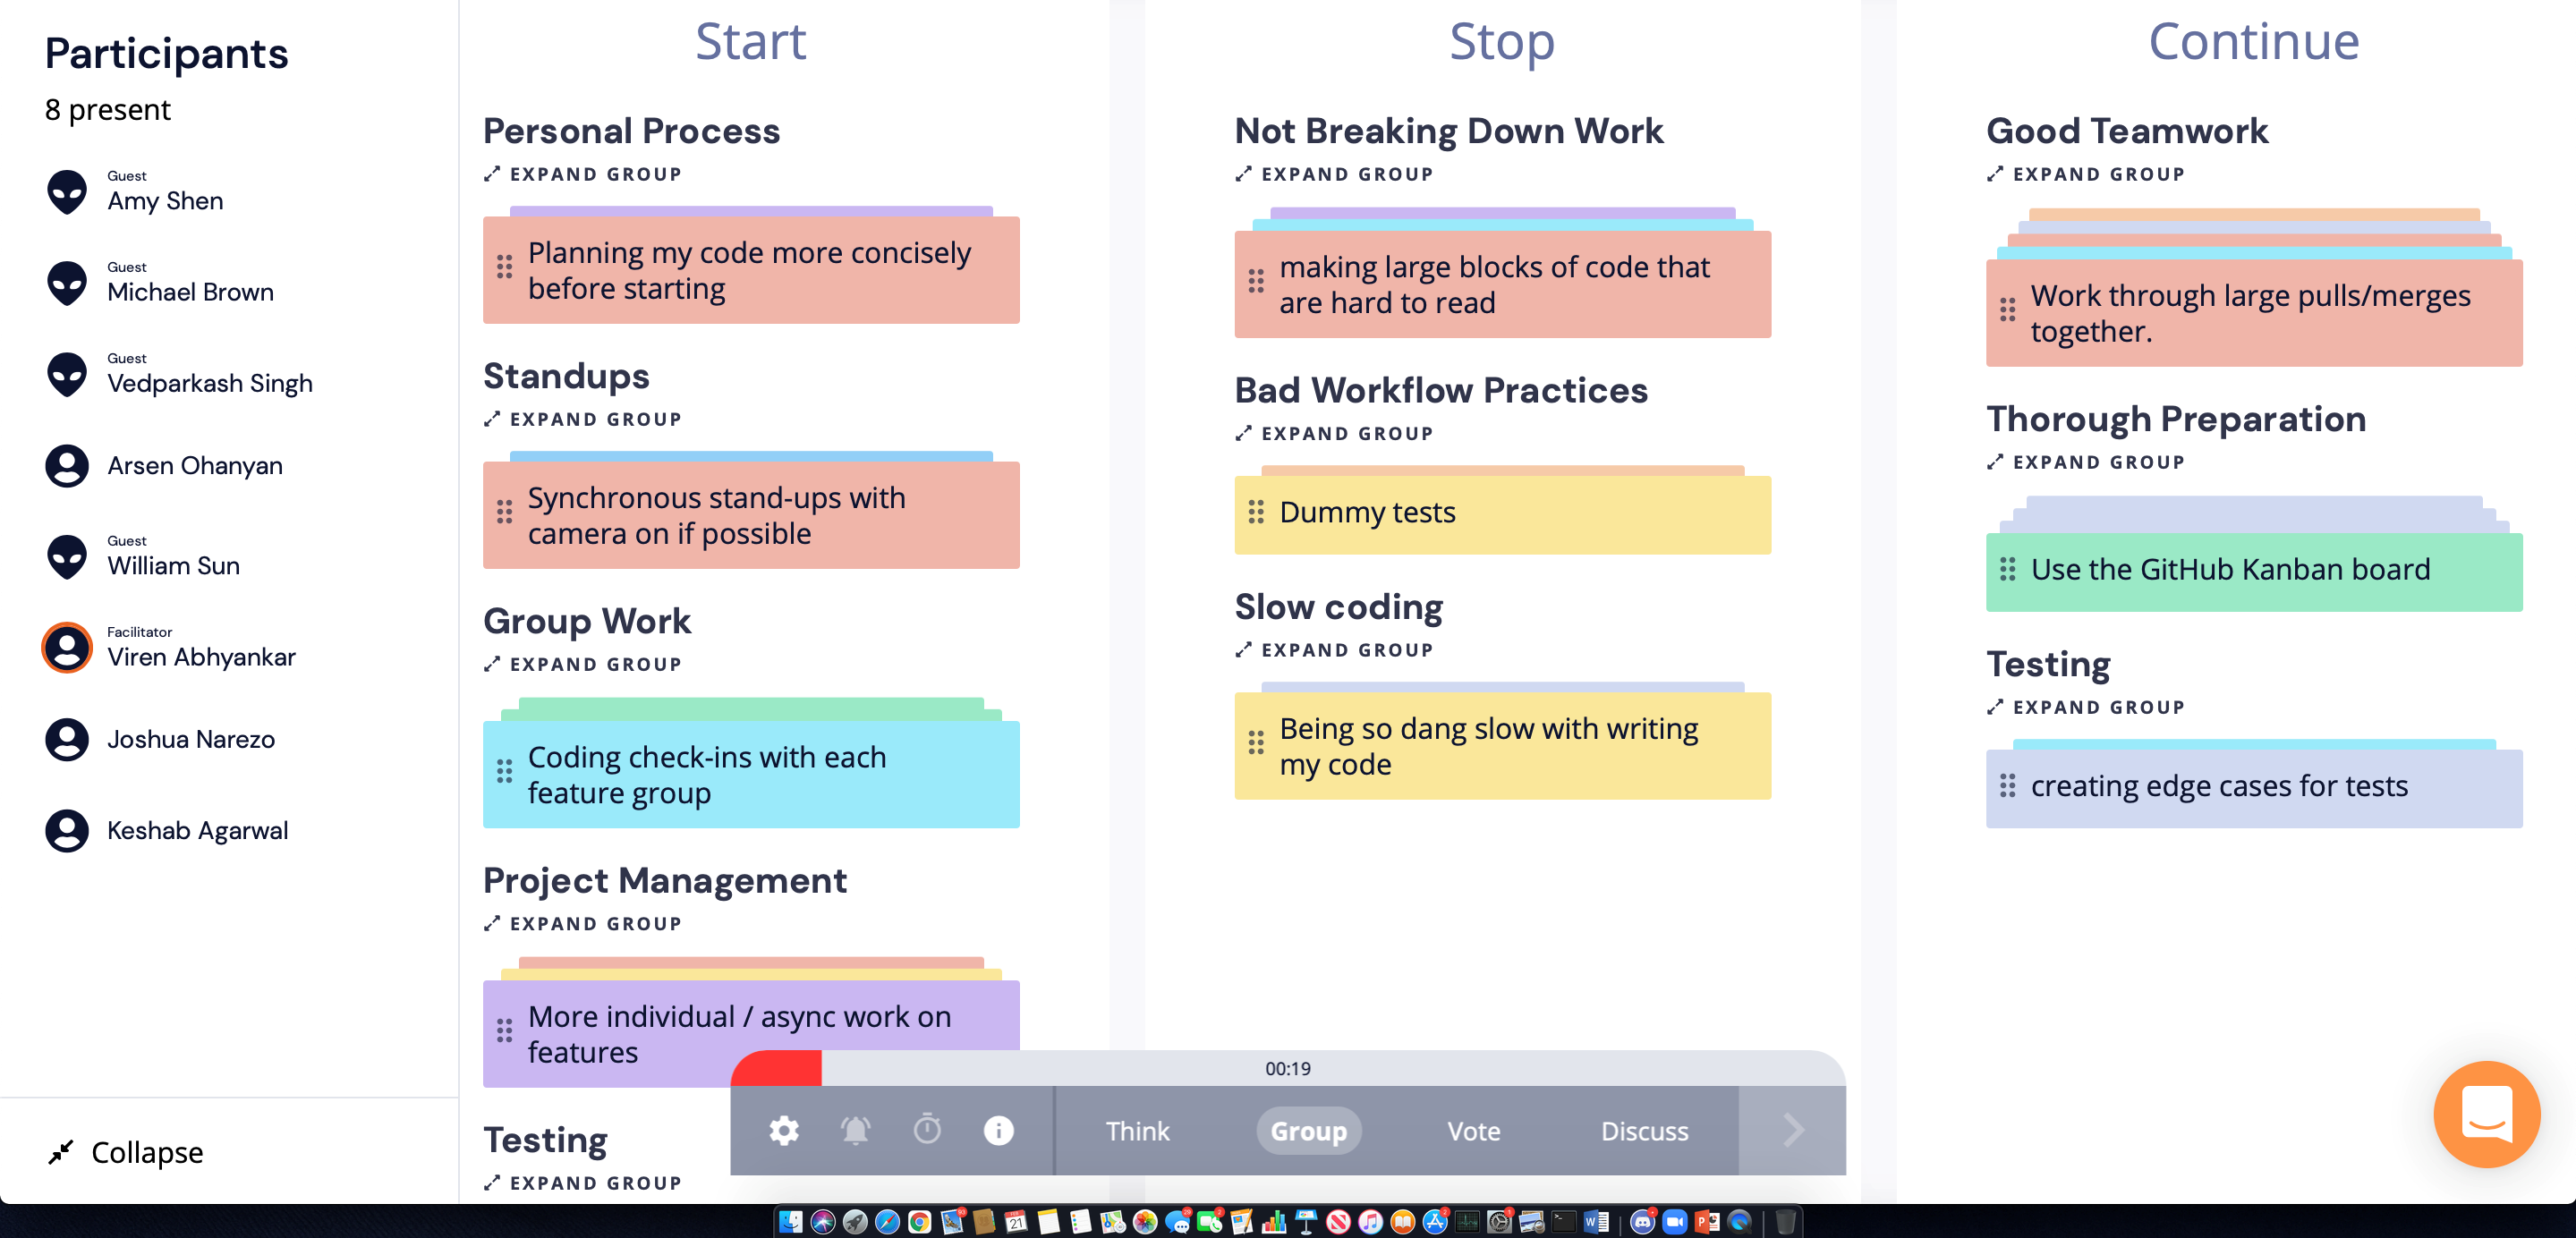 Participants
8 present
Guest
Amy Shen
Guest
Michael Brown
Guest
Vedparkash Singh
Arsen Ohanyan
Guest
William Sun
Facilitator
Viren Abhyankar
Joshua Narezo
Keshab Agarwal
Collapse
Start
Personal Process
EXPAND GROUP
Planning my code more concisely
before starting
Standups
EXPAND GROUP
Synchronous stand-ups with
camera on if possible
Group Work
EXPAND GROUP
Coding check-ins with each
feature group
Project Management
EXPAND GROUP
More individual / async work on
features
Testing
EXPAND GROUP
Stop
Not Breaking Down Work
EXPAND GROUP
making large blocks of code that
are hard to read
Bad Workflow Practices
EXPAND GROUP
Dummy tests
Slow coding
EXPAND GROUP
Being so dang slow with writing
my code
Continue
Good Teamwork
EXPAND GROUP
Work through large pulls/merges
together.
Thorough Preparation
EXPAND GROUP
Use the GitHub Kanban board
Testing
EXPAND GROUP
creating edge cases for tests
00:19
Think
Group
Vote
Discuss
21